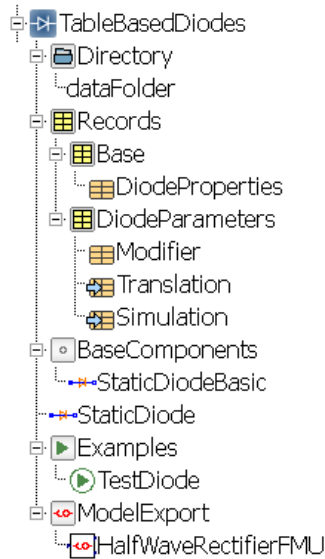 TableBasedDiodes
Directory
dataFolder
Records
Base
DiodeProperties
DiodeParameters
Modifier
Translation
Simulation
BaseComponents
StaticDiodeBasic
StaticDiode
Examples
TestDiode
ModelExport
HalfWaveRectifierFMU